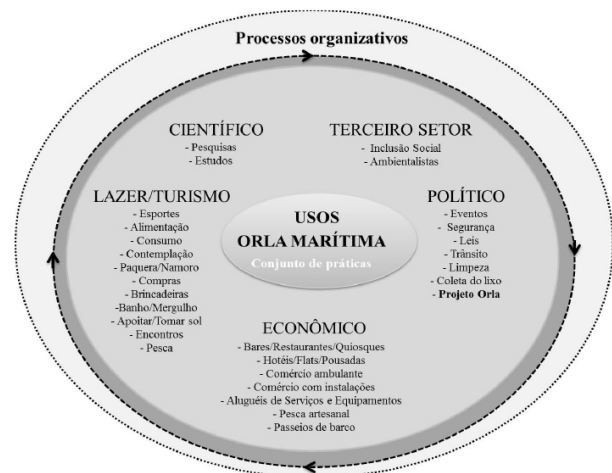 Processos organizativos
CIENTÍFICO
- Pesquisas
- Estudos
TERCEIRO SETOR
- Inclusão Social
- Ambientalistas
LAZER/TURISMO
- Esportes
- Alimentação
- Consumo
- Contemplação
- Paquera/Namoro
- Compras
- Brincadeiras
-Banho/Mergulho
- Apoitar/Tomar sol
- Encontros
- Pesca
USOS
ORLA MARÍTIMA
Conjunto de práticas
POLÍTICO
- Eventos
- Segurança
- Leis
- Trânsito
- Limpeza
- Coleta do lixo
- Projeto Orla
ECONÔMICO
- Bares/Restaurantes/Quiosques
- Hotéis/Flats/Pousadas
- Comércio ambulante
- Comércio com instalações
- Aluguéis de Serviços e Equipamentos
- Pesca artesanal
- Passeios de barco